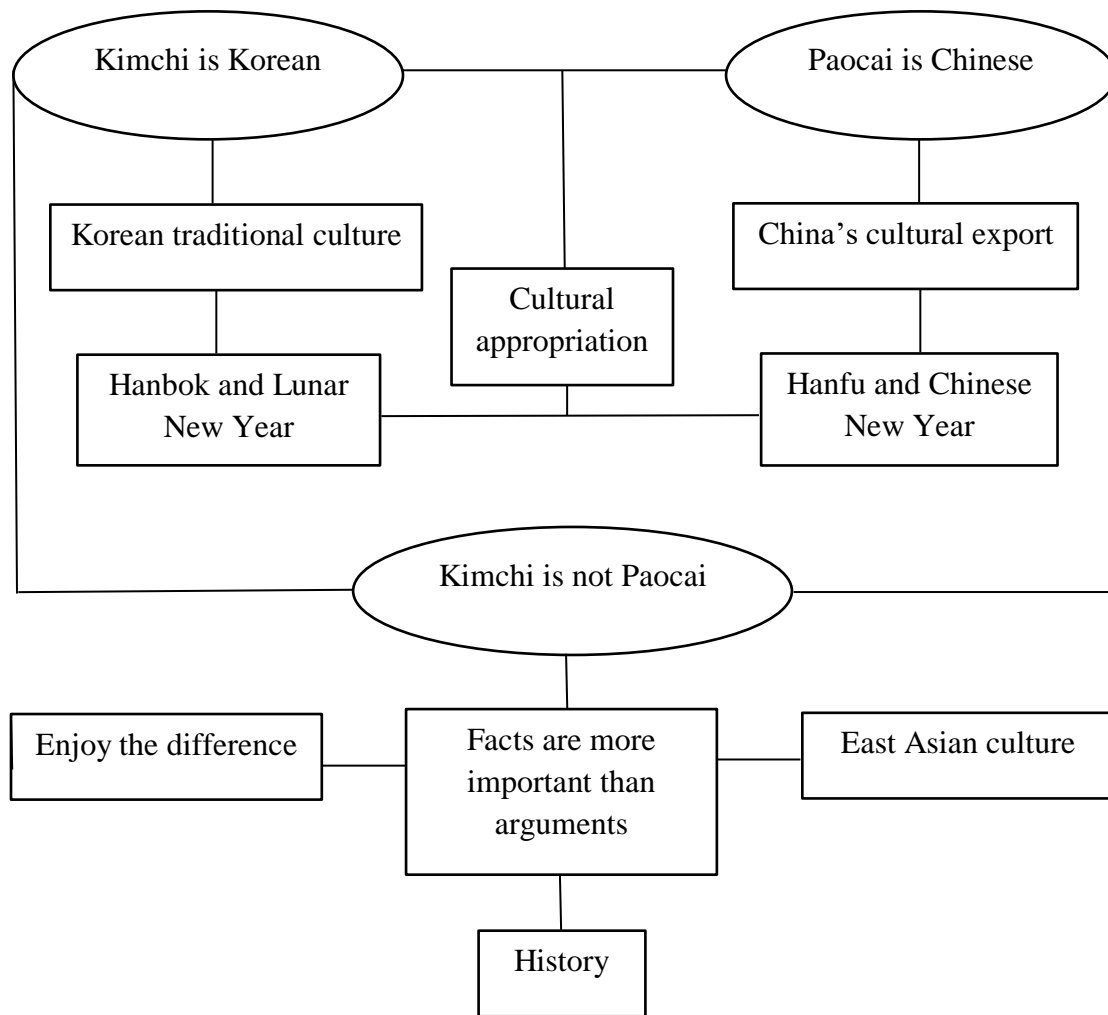 Kimchi is Korean
Paocai is Chinese
Korean traditional culture
China’s cultural export
Cultural
appropriation
Hanbok and Lunar
New Year
Hanfu and Chinese
New Year
Kimchi is not Paocai
Enjoy the difference
Facts are more
important than
arguments
East Asian culture
History